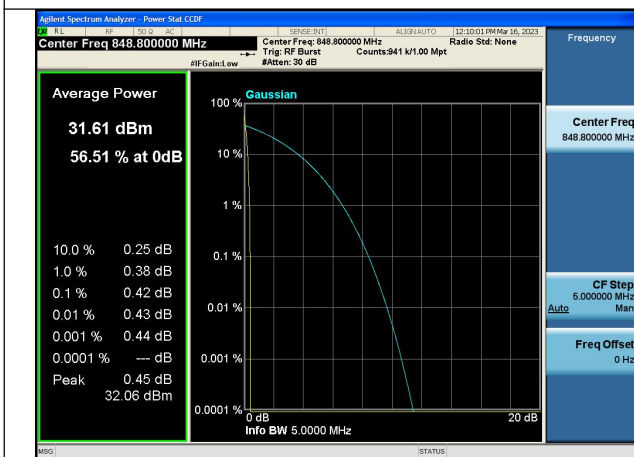 Agilent Spectrum Analyzer - Power Stat CCDF
RL RF 50 Ω AC SENSE:INT ALIGN AUTO 12:10:01 PM Mar 16, 2023
Center Freq 848.800000 MHz
Center Freq: 848.800000 MHz Radio Std: None
Trig: RF Burst Counts:941 k/1.00 Mpt
#IFGain:Low #Atten: 30 dB
Frequency
Average Power
31.61 dBm
56.51 % at 0dB
10.0 % 0.25 dB
1.0 % 0.38 dB
0.1 % 0.42 dB
0.01 % 0.43 dB
0.001 % 0.44 dB
0.0001 % --- dB
Peak 0.45 dB
32.06 dBm
Gaussian
100 %
10 %
1 %
0.1 %
0.01 %
0.001 %
0.0001 %
0 dB 20 dB
Info BW 5.0000 MHz
Center Freq
848.800000 MHz
CF Step
5.000000 MHz
Auto Man
Freq Offset
0 Hz
MSG STATUS